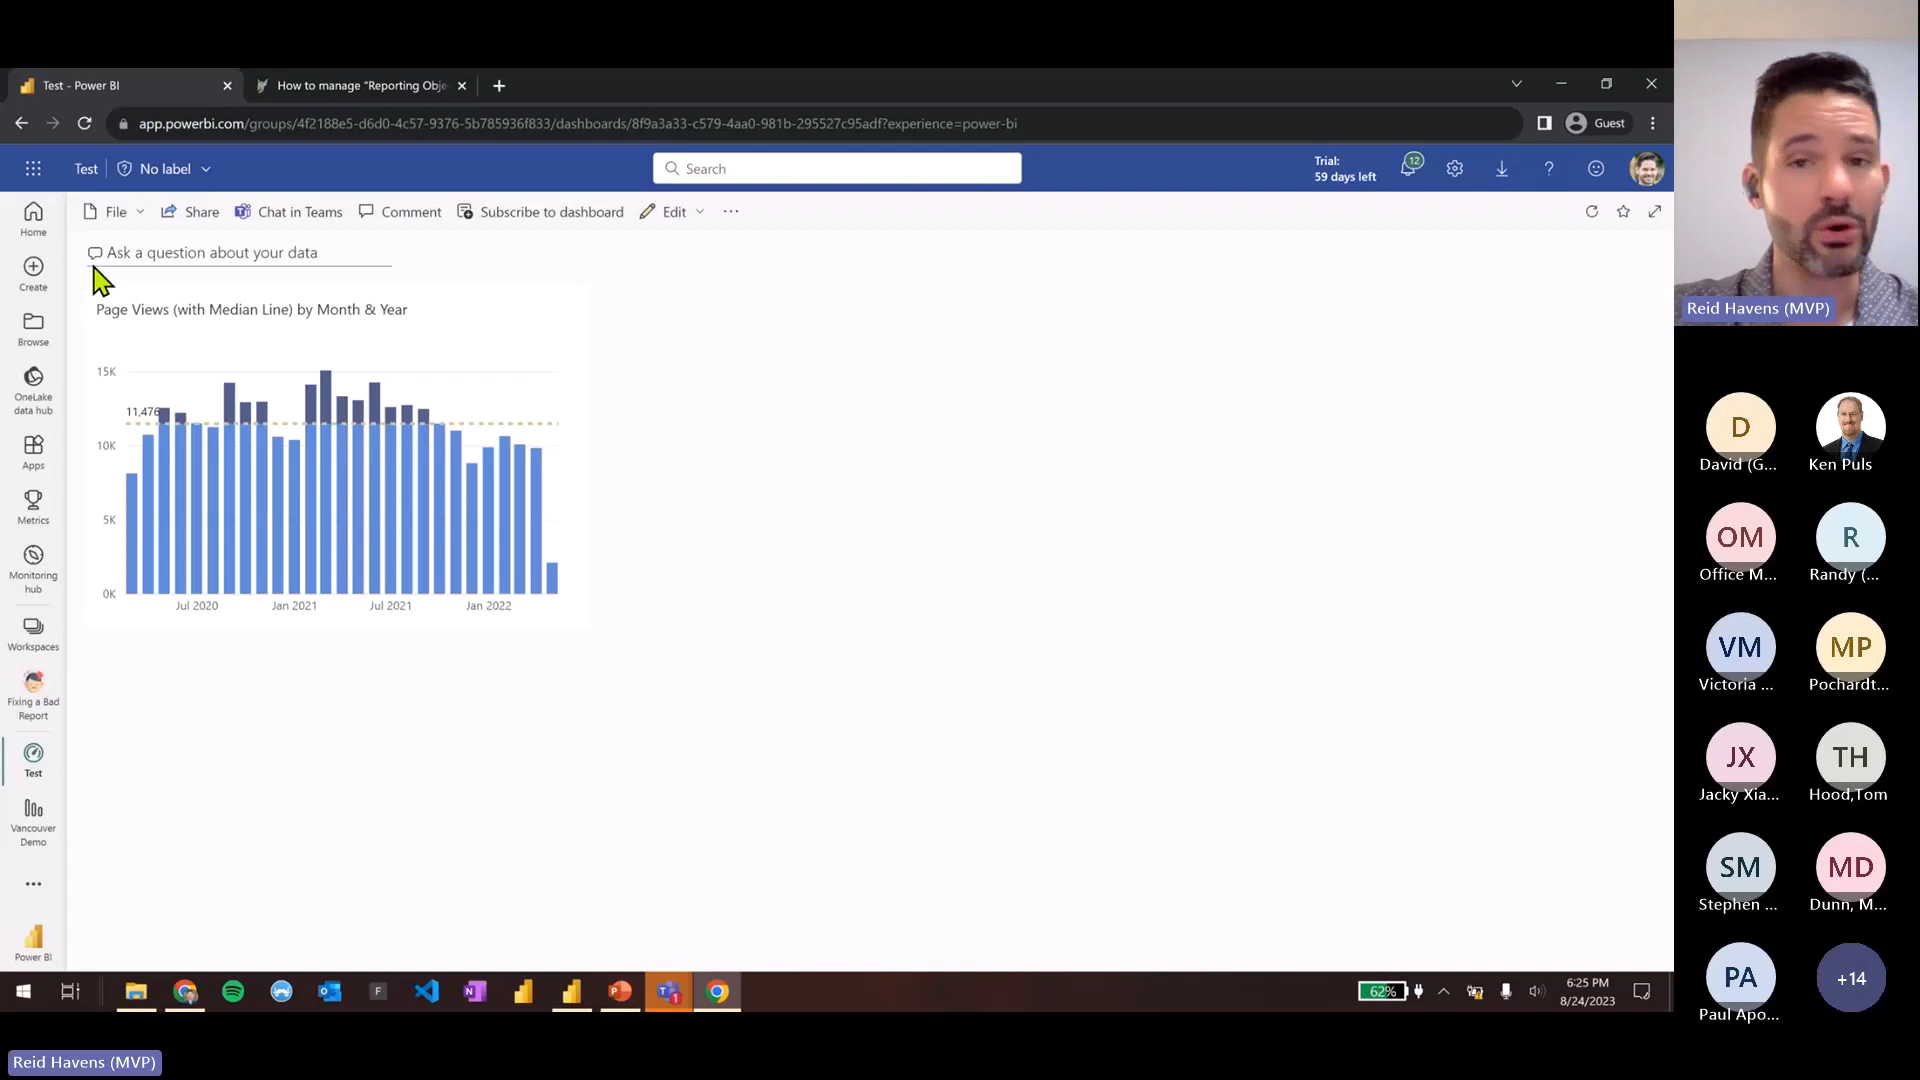 Test - Power BI
How to manage "Reporting Obje
app.powerbi.com/groups/4f2188e5-d6d0-4c57-9376-5b785936f833/dashboards/8f9a3a33-c579-4aa0-981b-295527c95adf?experience=power-bi
Guest
Test
No label
Search
Trial:
59 days left
12
File
Share
Chat in Teams
Comment
Subscribe to dashboard
Edit
Home
Create
Browse
OneLake
data hub
Apps
Metrics
Monitoring
hub
Workspaces
Fixing a Bad
Report
Test
Vancouver
Demo
Power BI
Ask a question about your data
Page Views (with Median Line) by Month & Year
15K
11,476
10K
5K
0K
Jul 2020
Jan 2021
Jul 2021
Jan 2022
62%
6:25 PM
8/24/2023
Reid Havens (MVP)
Reid Havens (MVP)
D
David (G...
Ken Puls
OM
Office M...
R
Randy (...
VM
Victoria ...
MP
Pochardt...
JX
Jacky Xia...
TH
Hood,Tom
SM
Stephen ...
MD
Dunn, M...
PA
Paul Apo...
+14